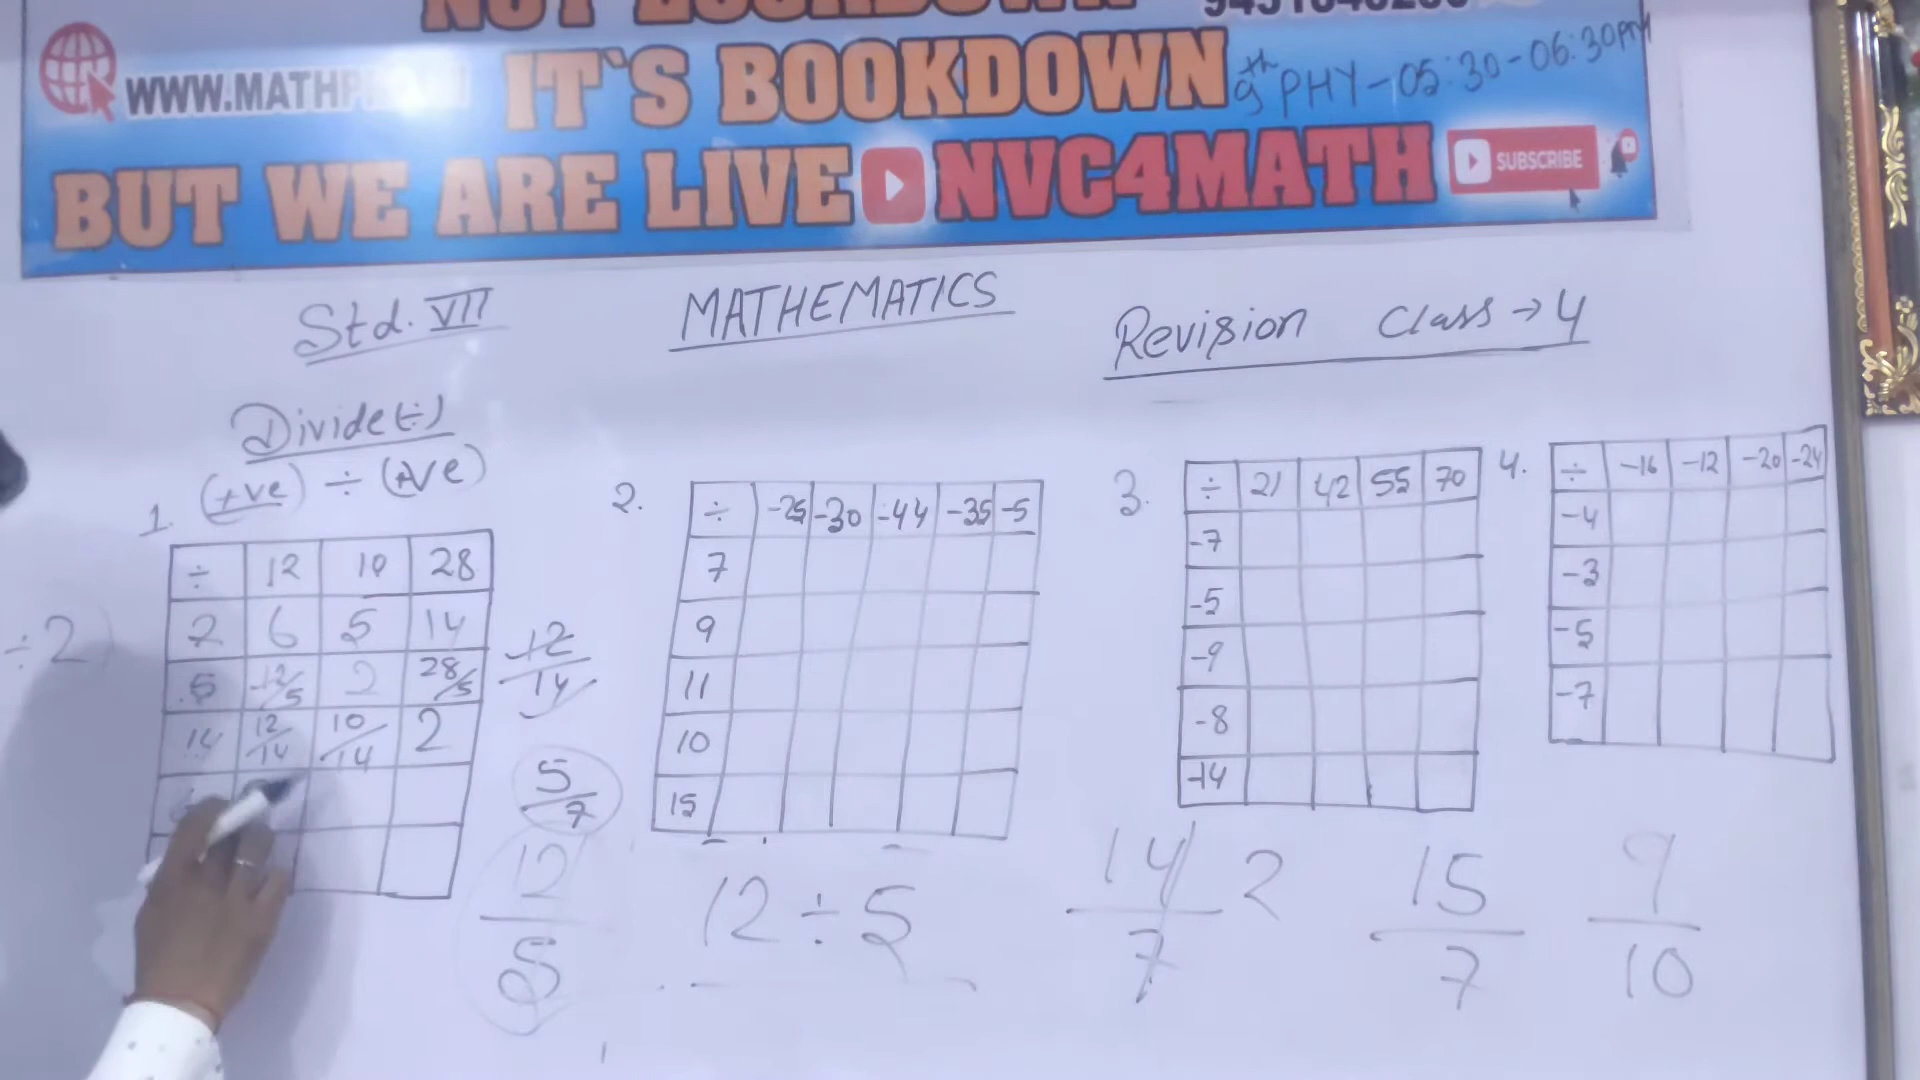 NOT LOCKDOWN
IT`S BOOKDOWN
WWW.MATHP
9th PHY-05:30-06:30PM
BUT WE ARE LIVE NVC4MATH
SUBSCRIBE
Std. VII
MATHEMATICS
Revision Class → 4
Divide(÷)
(+ve) ÷ (+ve)
1.
÷ 12 10 28
2 6 5 14
5 12/5 2 28/5
14 12/14 10/14 2
÷2)
12/14
5/7
12/5
2.
÷ -25 -30 -44 -35 -5
7
9
11
10
15
3.
÷ 21 42 55 70
-7
-5
-9
-8
-14
4.
÷ -16 -12 -20 -24
-4
-3
-5
-7
12÷5
14/7 2
15/7
9/10